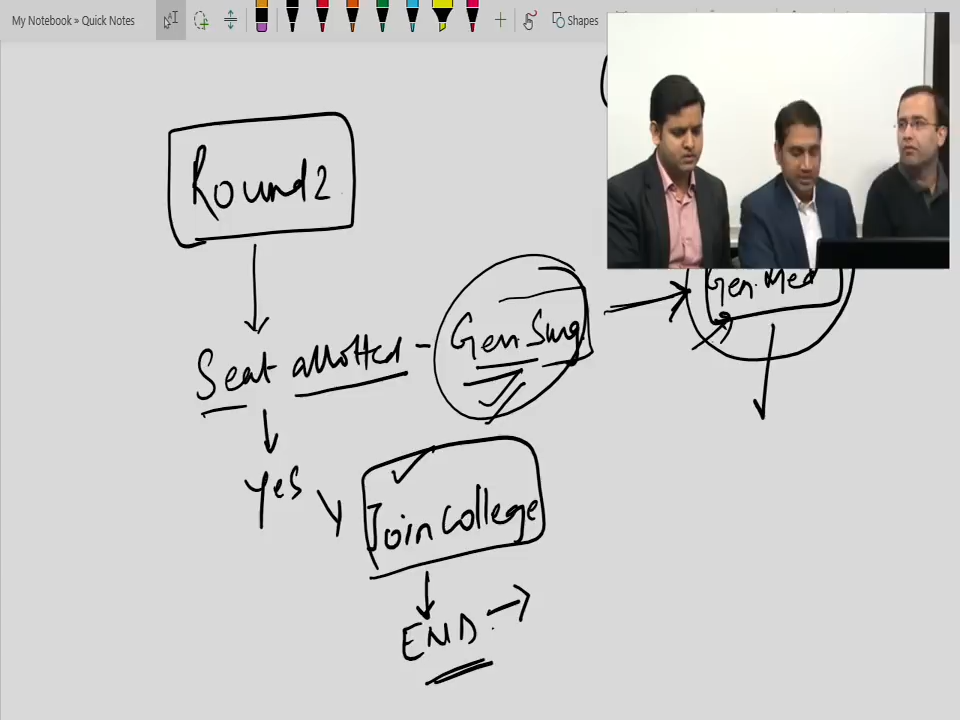 My Notebook » Quick Notes
Shapes
Round 2
Seat allotted - Gen Surg
Gen. Med
Yes
Join College
END